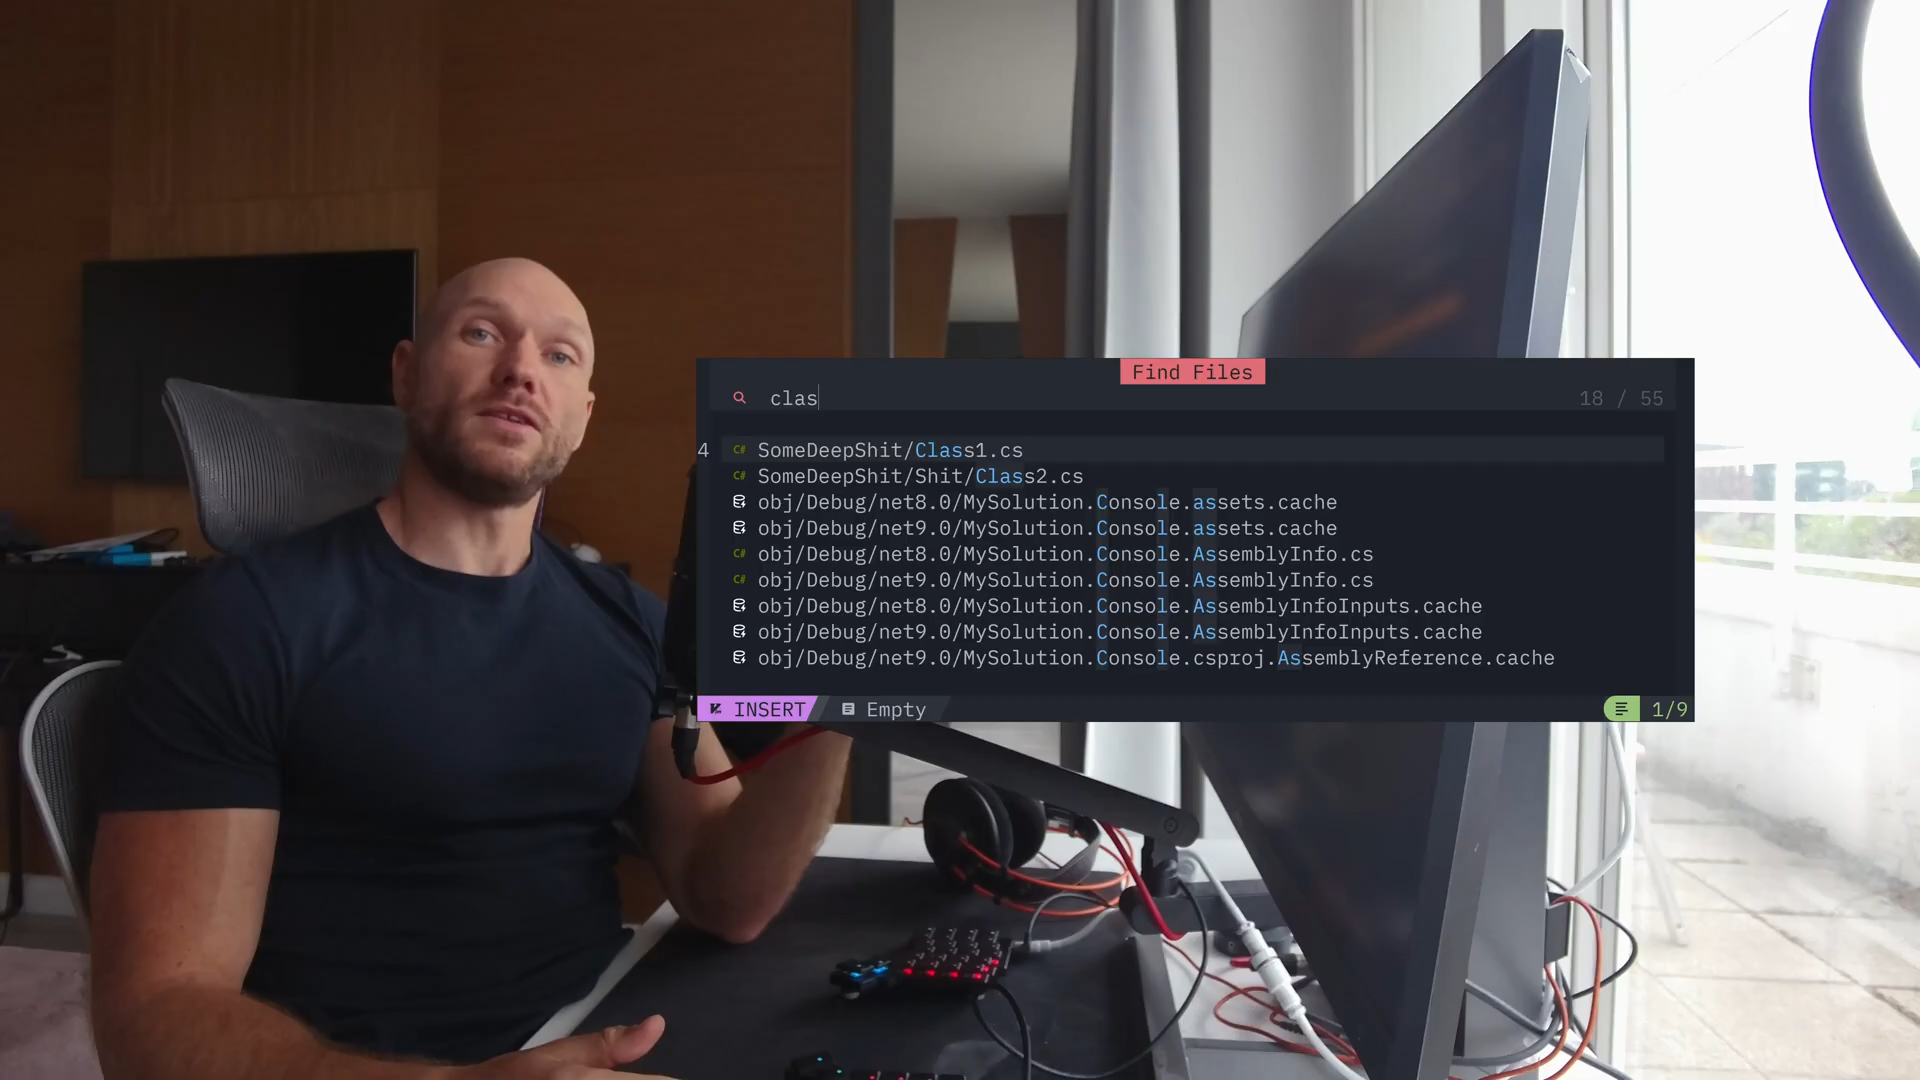 Find Files
clas
18 / 55
4 C# SomeDeepShit/Class1.cs
C# SomeDeepShit/Shit/Class2.cs
obj/Debug/net8.0/MySolution.Console.assets.cache
obj/Debug/net9.0/MySolution.Console.assets.cache
C# obj/Debug/net8.0/MySolution.Console.AssemblyInfo.cs
C# obj/Debug/net9.0/MySolution.Console.AssemblyInfo.cs
obj/Debug/net8.0/MySolution.Console.AssemblyInfoInputs.cache
obj/Debug/net9.0/MySolution.Console.AssemblyInfoInputs.cache
obj/Debug/net9.0/MySolution.Console.csproj.AssemblyReference.cache
INSERT Empty 1/9